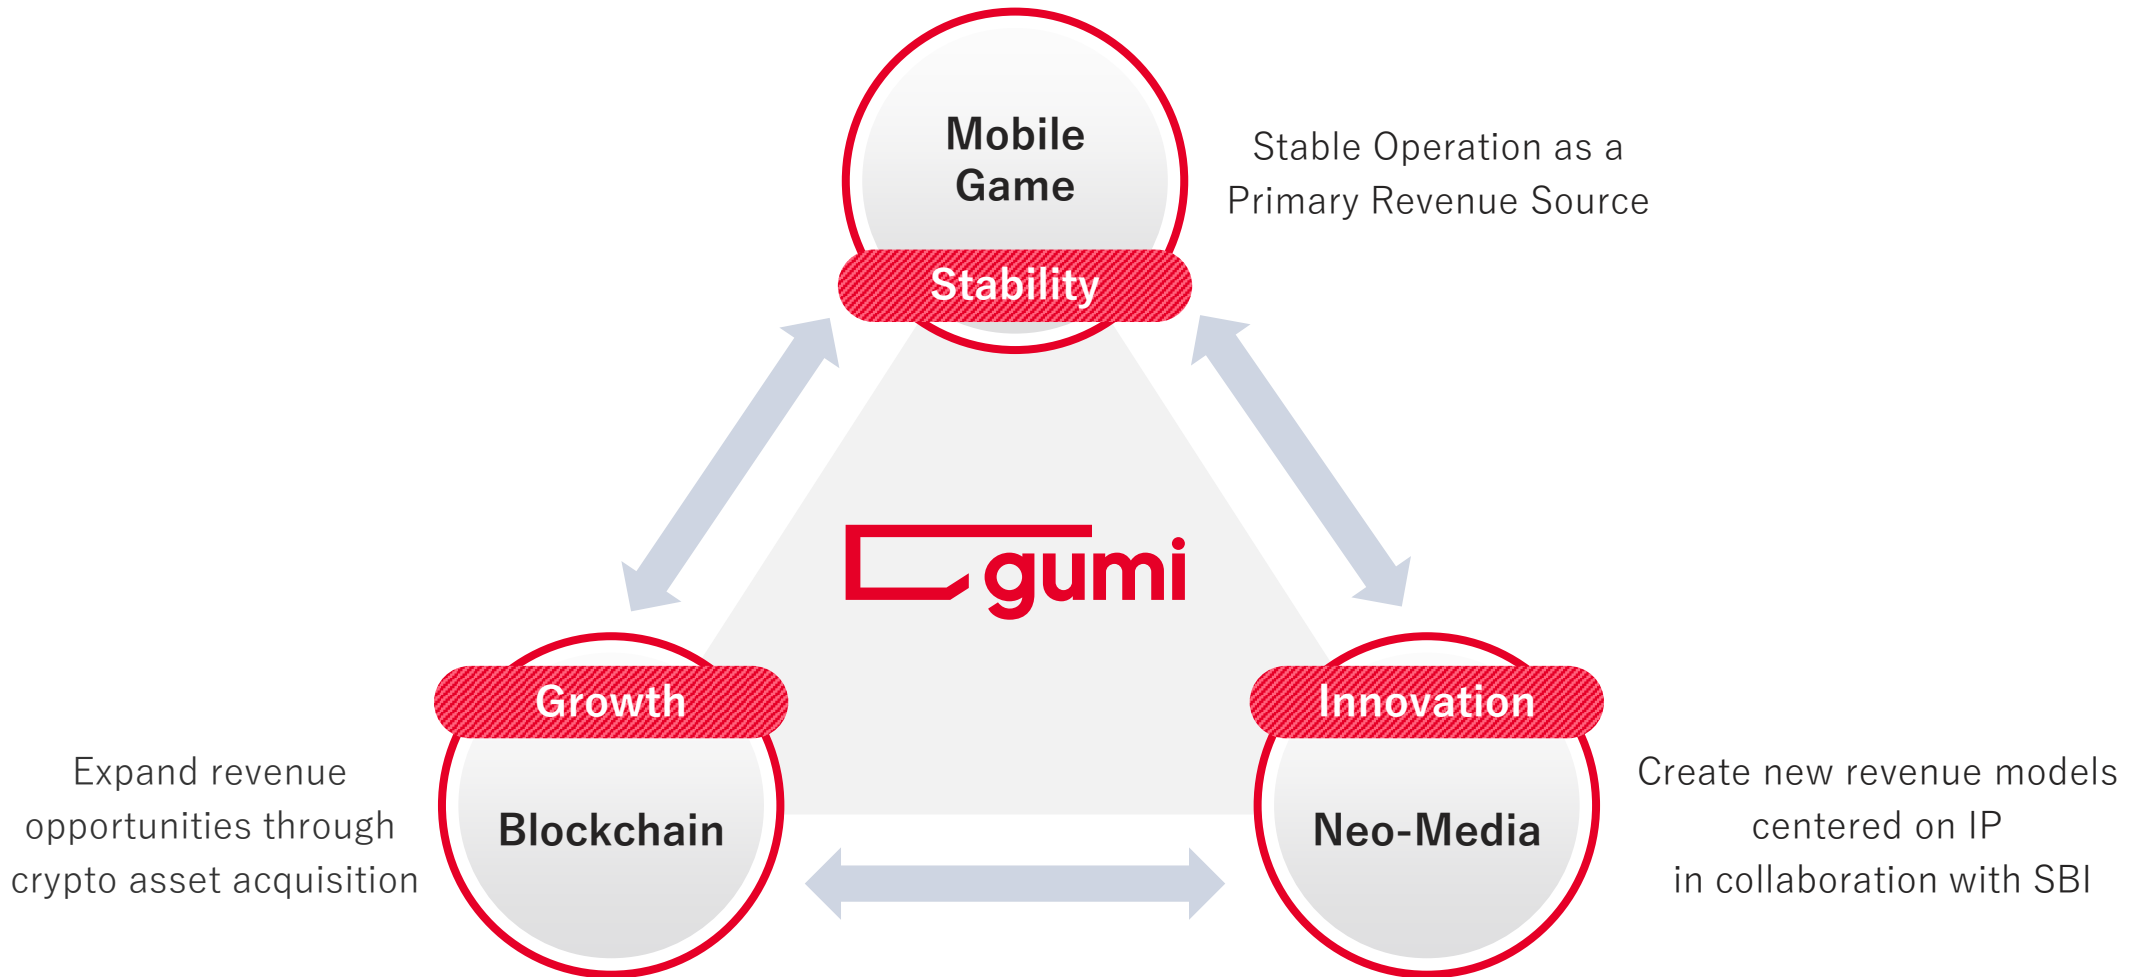 Mobile
Game
Stability
Stable Operation as a
Primary Revenue Source
gumi
Growth
Blockchain
Expand revenue
opportunities through
crypto asset acquisition
Innovation
Neo-Media
Create new revenue models
centered on IP
in collaboration with SBI